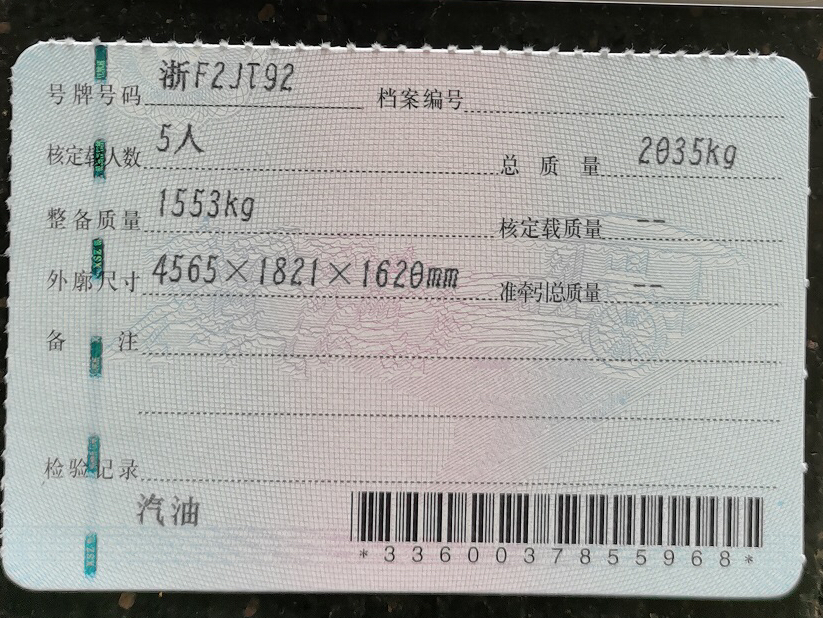 号牌号码 浙F2JT92 档案编号
核定载人数 5人 总质量 2035kg
整备质量 1553kg 核定载质量 --
外廓尺寸 4565×1821×1620mm 准牵引总质量 --
备注
检验记录
汽油
*3360037855968*